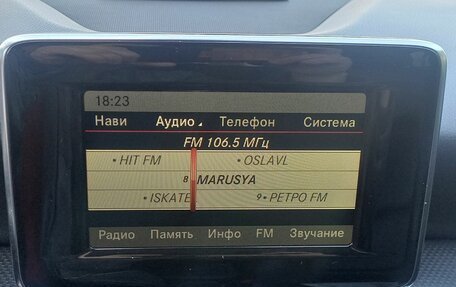 18:23
Нави Аудио Телефон Система
FM 106.5 МГц
• HIT FM • OSLAVL
8 MARUSYA
• ISKATE 9• РЕТРО FM
Радио Память Инфо FM Звучание